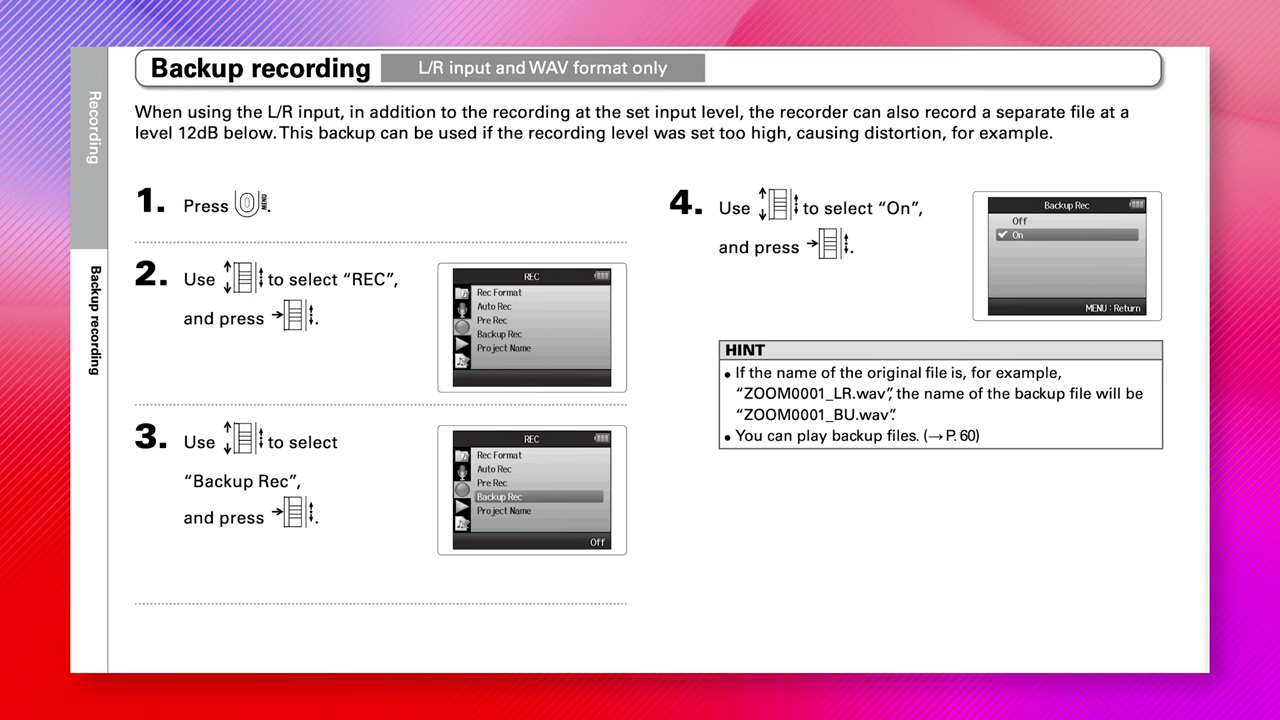 Recording
Backup recording
Backup recording
L/R input and WAV format only
When using the L/R input, in addition to the recording at the set input level, the recorder can also record a separate file at a
level 12dB below. This backup can be used if the recording level was set too high, causing distortion, for example.
1. Press MENU.
2. Use to select “REC”,
and press .
REC
Rec Format
Auto Rec
Pre Rec
Backup Rec
Project Name
3. Use to select
“Backup Rec”,
and press .
REC
Rec Format
Auto Rec
Pre Rec
Backup Rec
Project Name
Off
4. Use to select “On”,
and press .
Backup Rec
Off
On
MENU : Return
HINT
• If the name of the original file is, for example,
“ZOOM0001_LR.wav”, the name of the backup file will be
“ZOOM0001_BU.wav”.
• You can play backup files. (→P. 60)